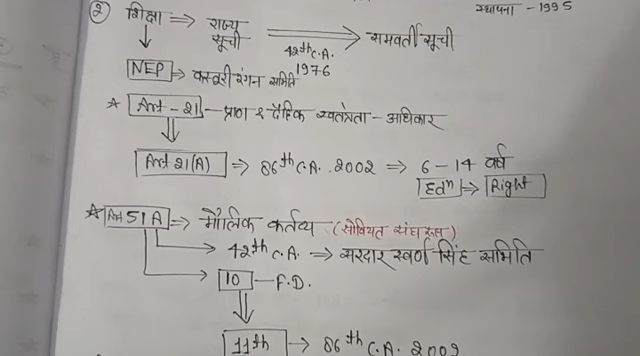 स्थापना - 1995
② शिक्षा ⇒ राज्य सूची ⇒ समवर्ती सूची
42th C.A. 1976
↓
NEP ⇒ कस्तूरी रंगन समिति
☆ Art - 21 - प्राण & दैहिक स्वतंत्रता - अधिकार
⇓
Art 21(A) ⇒ 86th C.A. 2002 ⇒ 6 - 14 वर्ष
Edn ⇒ Right
☆ Art 51A ⇒ मौलिक कर्तव्य (सोवियत संघ रूस)
→ 42th C.A ⇒ सरदार स्वर्ण सिंह समिति
→ 10 - F.D.
⇓
11th → 86th C.A. 2002